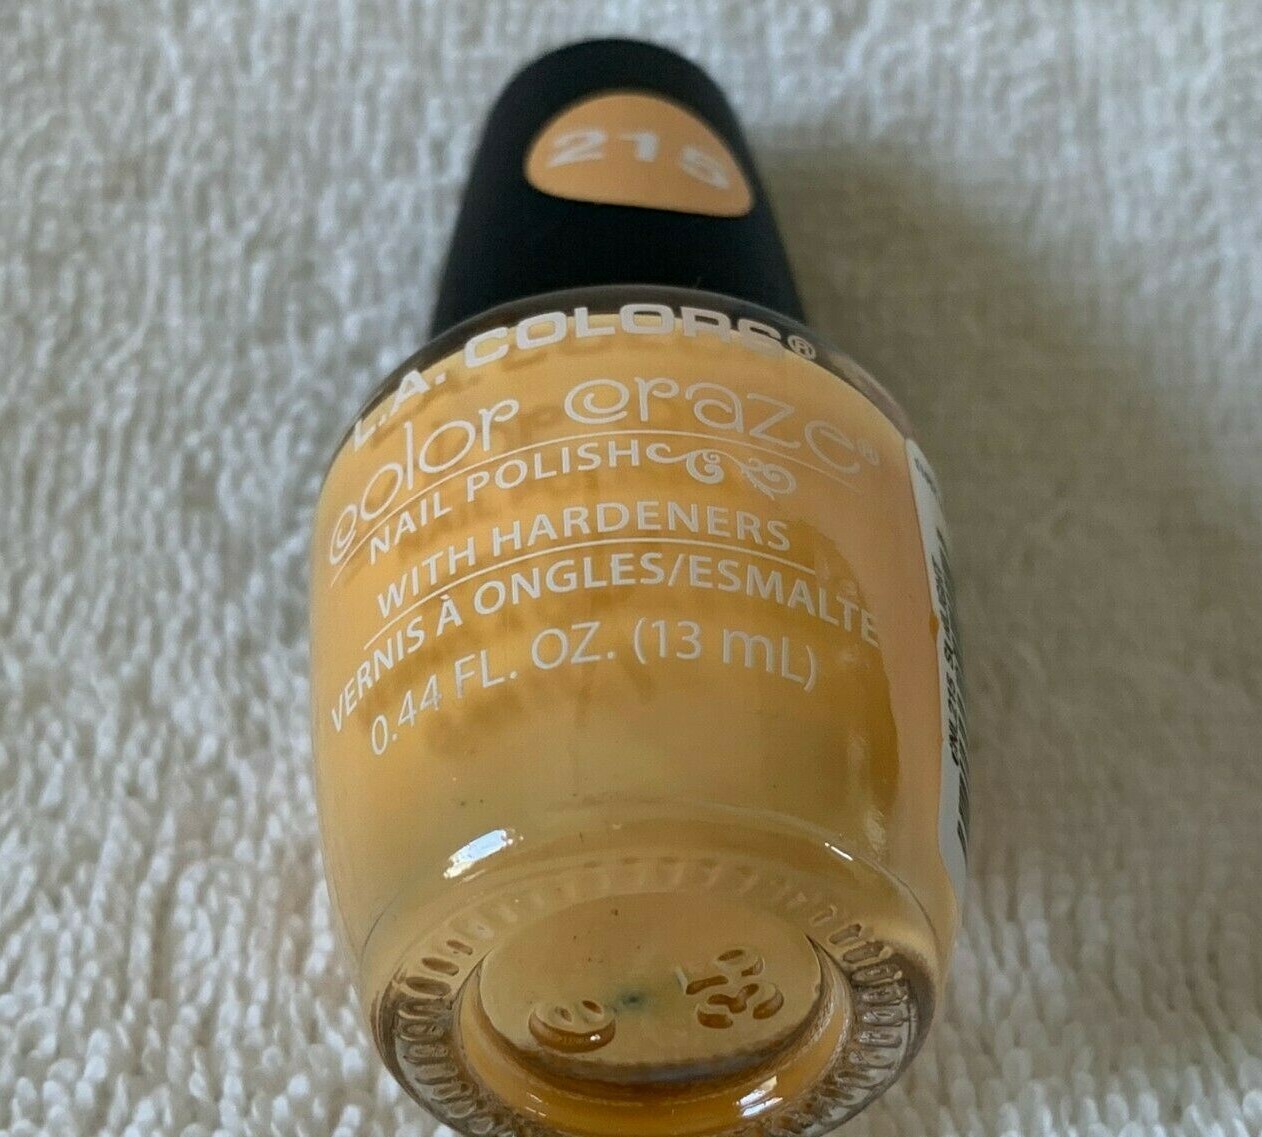 215
L.A. COLORS®
color craze®
NAIL POLISH
WITH HARDENERS
VERNIS À ONGLES/ESMALTE
0.44 FL. OZ. (13 mL)